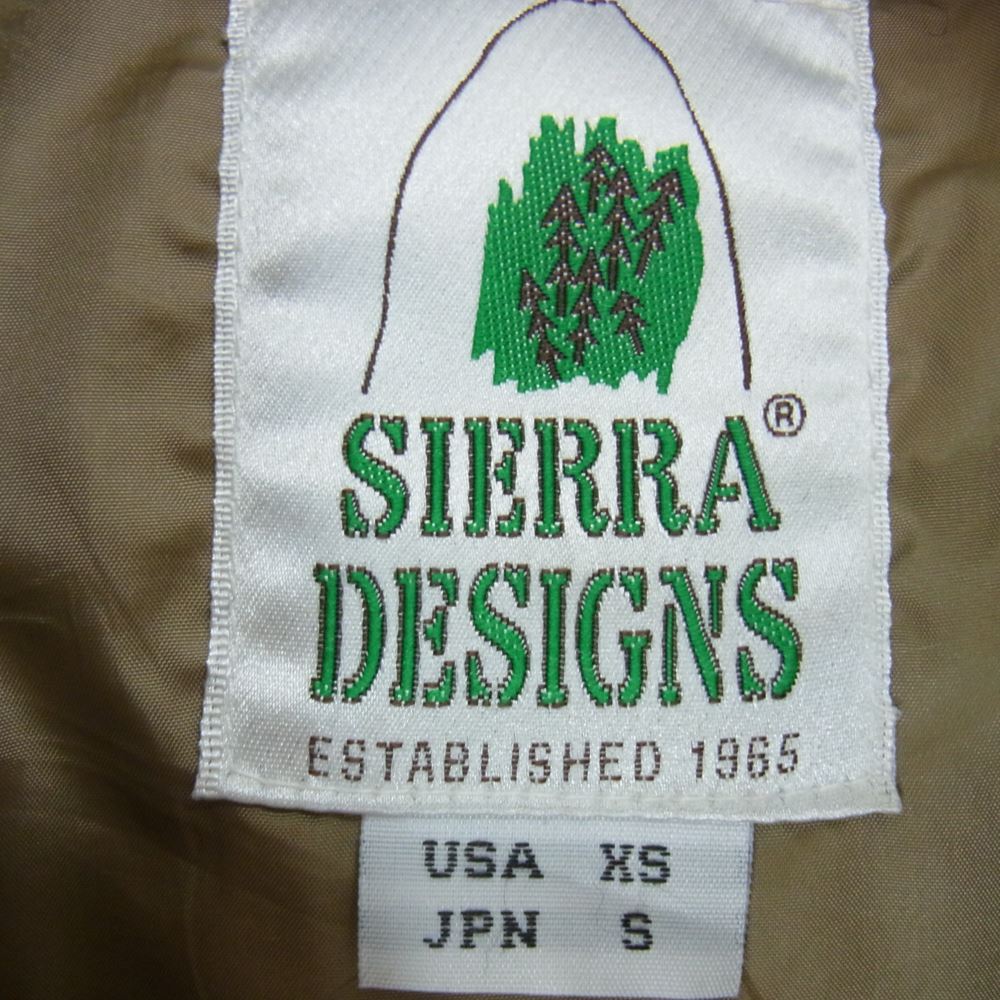 SIERRA®
DESIGNS
ESTABLISHED 1965
USA XS
JPN S